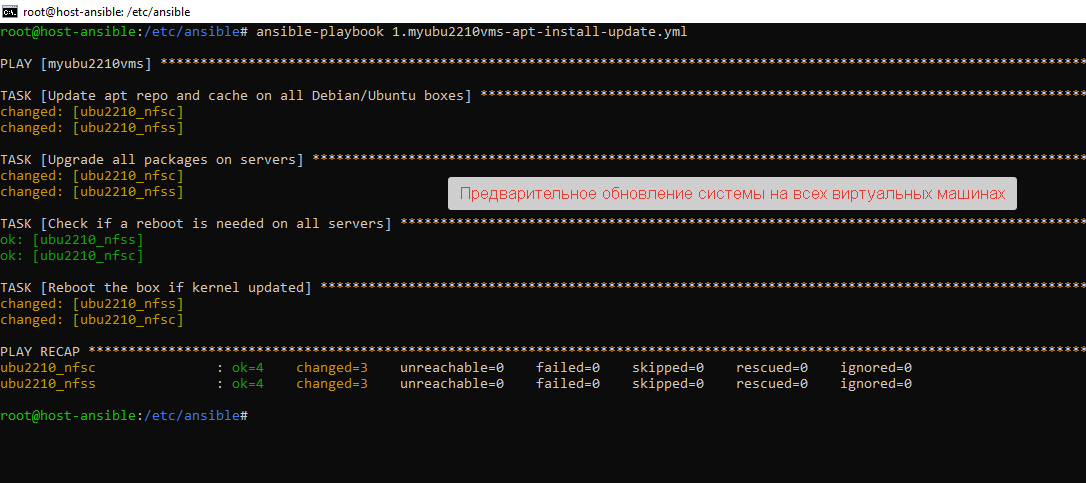 root@host-ansible: /etc/ansible
root@host-ansible:/etc/ansible# ansible-playbook 1.myubu2210vms-apt-install-update.yml
PLAY [myubu2210vms] ********************************************************************************************************************
TASK [Update apt repo and cache on all Debian/Ubuntu boxes] ****************************************************************************
changed: [ubu2210_nfsc]
changed: [ubu2210_nfss]
TASK [Upgrade all packages on servers] *************************************************************************************************
changed: [ubu2210_nfsc]
changed: [ubu2210_nfss]
Предварительное обновление системы на всех виртуальных машинах
TASK [Check if a reboot is needed on all servers] **************************************************************************************
ok: [ubu2210_nfss]
ok: [ubu2210_nfsc]
TASK [Reboot the box if kernel updated] ************************************************************************************************
changed: [ubu2210_nfss]
changed: [ubu2210_nfsc]
PLAY RECAP *****************************************************************************************************************************
ubu2210_nfsc : ok=4 changed=3 unreachable=0 failed=0 skipped=0 rescued=0 ignored=0
ubu2210_nfss : ok=4 changed=3 unreachable=0 failed=0 skipped=0 rescued=0 ignored=0
root@host-ansible:/etc/ansible#